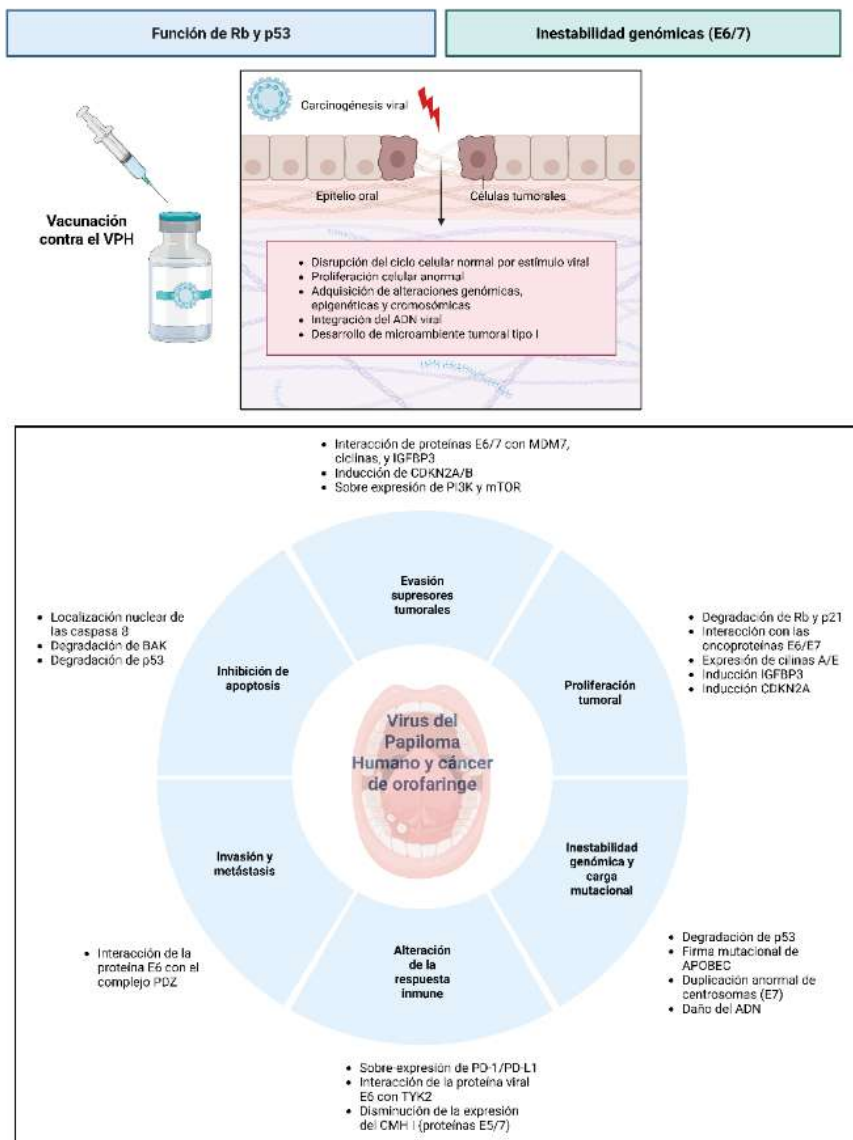 Función de Rb y p53
Inestabilidad genómicas (E6/7)
Carcinogénesis viral
Epitelio oral
Células tumorales
Vacunación
contra el VPH
• Disrupción del ciclo celular normal por estímulo viral
• Proliferación celular anormal
• Adquisición de alteraciones genómicas,
epigenéticas y cromosómicas
• Integración del ADN viral
• Desarrollo de microambiente tumoral tipo I
• Interacción de proteínas E6/7 con MDM7,
ciclinas, y IGFBP3
• Inducción de CDKN2A/B
• Sobre expresión de PI3K y mTOR
Evasión
supresores
tumorales
• Localización nuclear de
las caspasa 8
• Degradación de BAK
• Degradación de p53
Inhibición de
apoptosis
• Degradación de Rb y p21
• Interacción con las
oncoproteínas E6/E7
• Expresión de cilinas A/E
• Inducción IGFBP3
• Inducción CDKN2A
Proliferación
tumoral
Virus del
Papiloma
Humano y cáncer
de orofaringe
Invasión y
metástasis
Inestabilidad
genómica y
carga
mutacional
• Interacción de la
proteína E6 con el
complejo PDZ
Alteración
de la
respuesta
inmune
• Degradación de p53
• Firma mutacional de
APOBEC
• Duplicación anormal de
centrosomas (E7)
• Daño del ADN
• Sobre-expresión de PD-1/PD-L1
• Interacción de la proteína viral
E6 con TYK2
• Disminución de la expresión
del CMH I (proteínas E5/7)